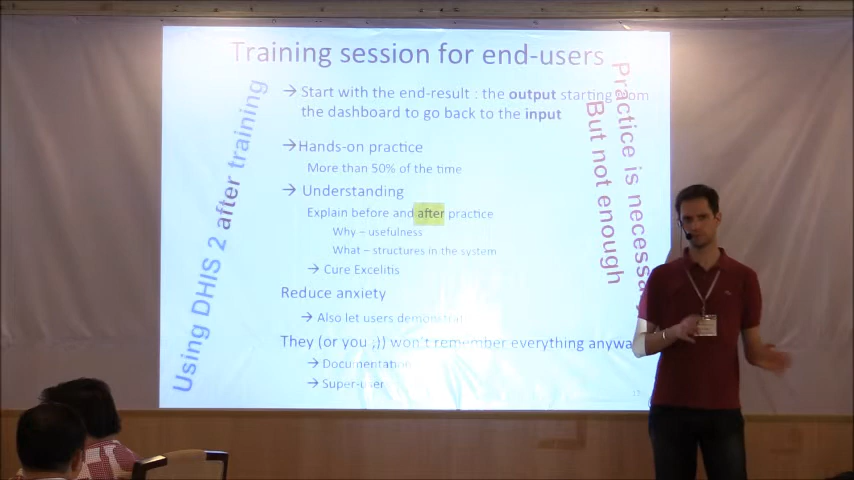 Training session for end-users
→ Start with the end-result : the output starting from
the dashboard to go back to the input
→Hands-on practice
More than 50% of the time
→ Understanding
Explain before and after practice
Why – usefulness
What – structures in the system
→ Cure Excelitis
Reduce anxiety
→ Also let users demonstrat
They (or you ;)) won't remember everything anywa
→ Documentation
→ Super-user
Using DHIS 2 after training
Practice is necessa
But not enough